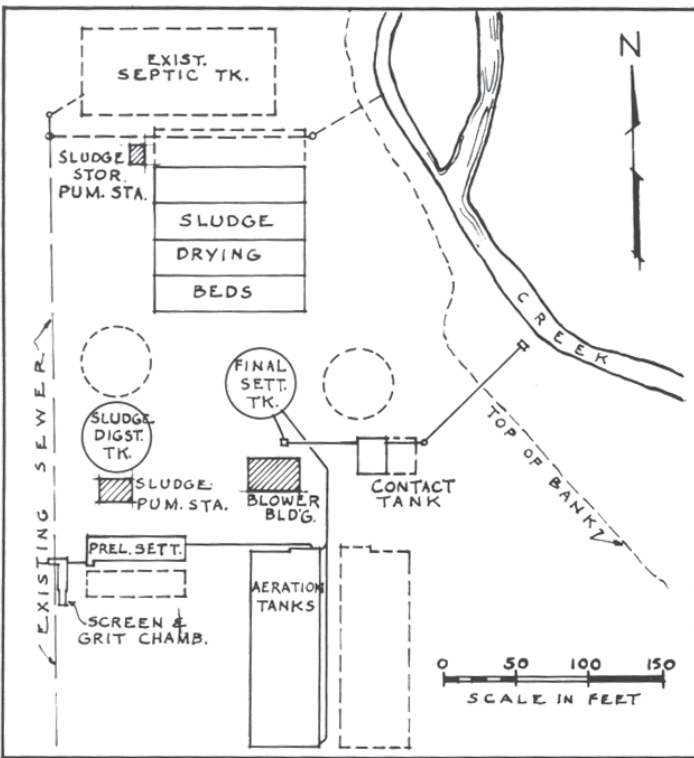 EXIST.
SEPTIC TK.
N
SLUDGE
STOR.
PUM. STA.
SLUDGE
DRYING
BEDS
CREEK
EXISTING SEWER
FINAL
SETT.
TK.
SLUDGE
DIGST.
TK.
TOP OF BANK
SLUDGE
PUM. STA.
BLOWER
BLDG.
CONTACT
TANK
PREL. SETT.
AERATION
TANKS
SCREEN &
GRIT CHAMB.
0 50 100 150
SCALE IN FEET